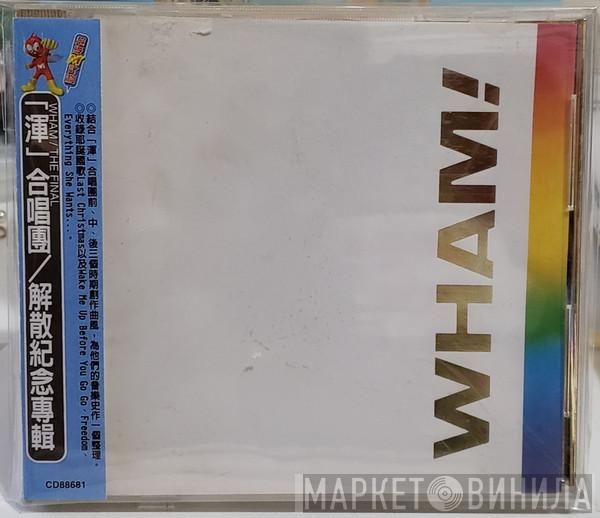 WHAM! / THE FINAL
「渾」合唱團/解散紀念專輯
◎結合「渾」合唱團前、中、後三個時期創作曲風,為他們的音樂史作一個整理。
◎收錄耶誕國歌Last Christmas以及Wake Me Up Before You Go Go、Freedom、
Everything She Wants...。
CD88681
WHAM!
МАРКЕТ ВИНИЛА